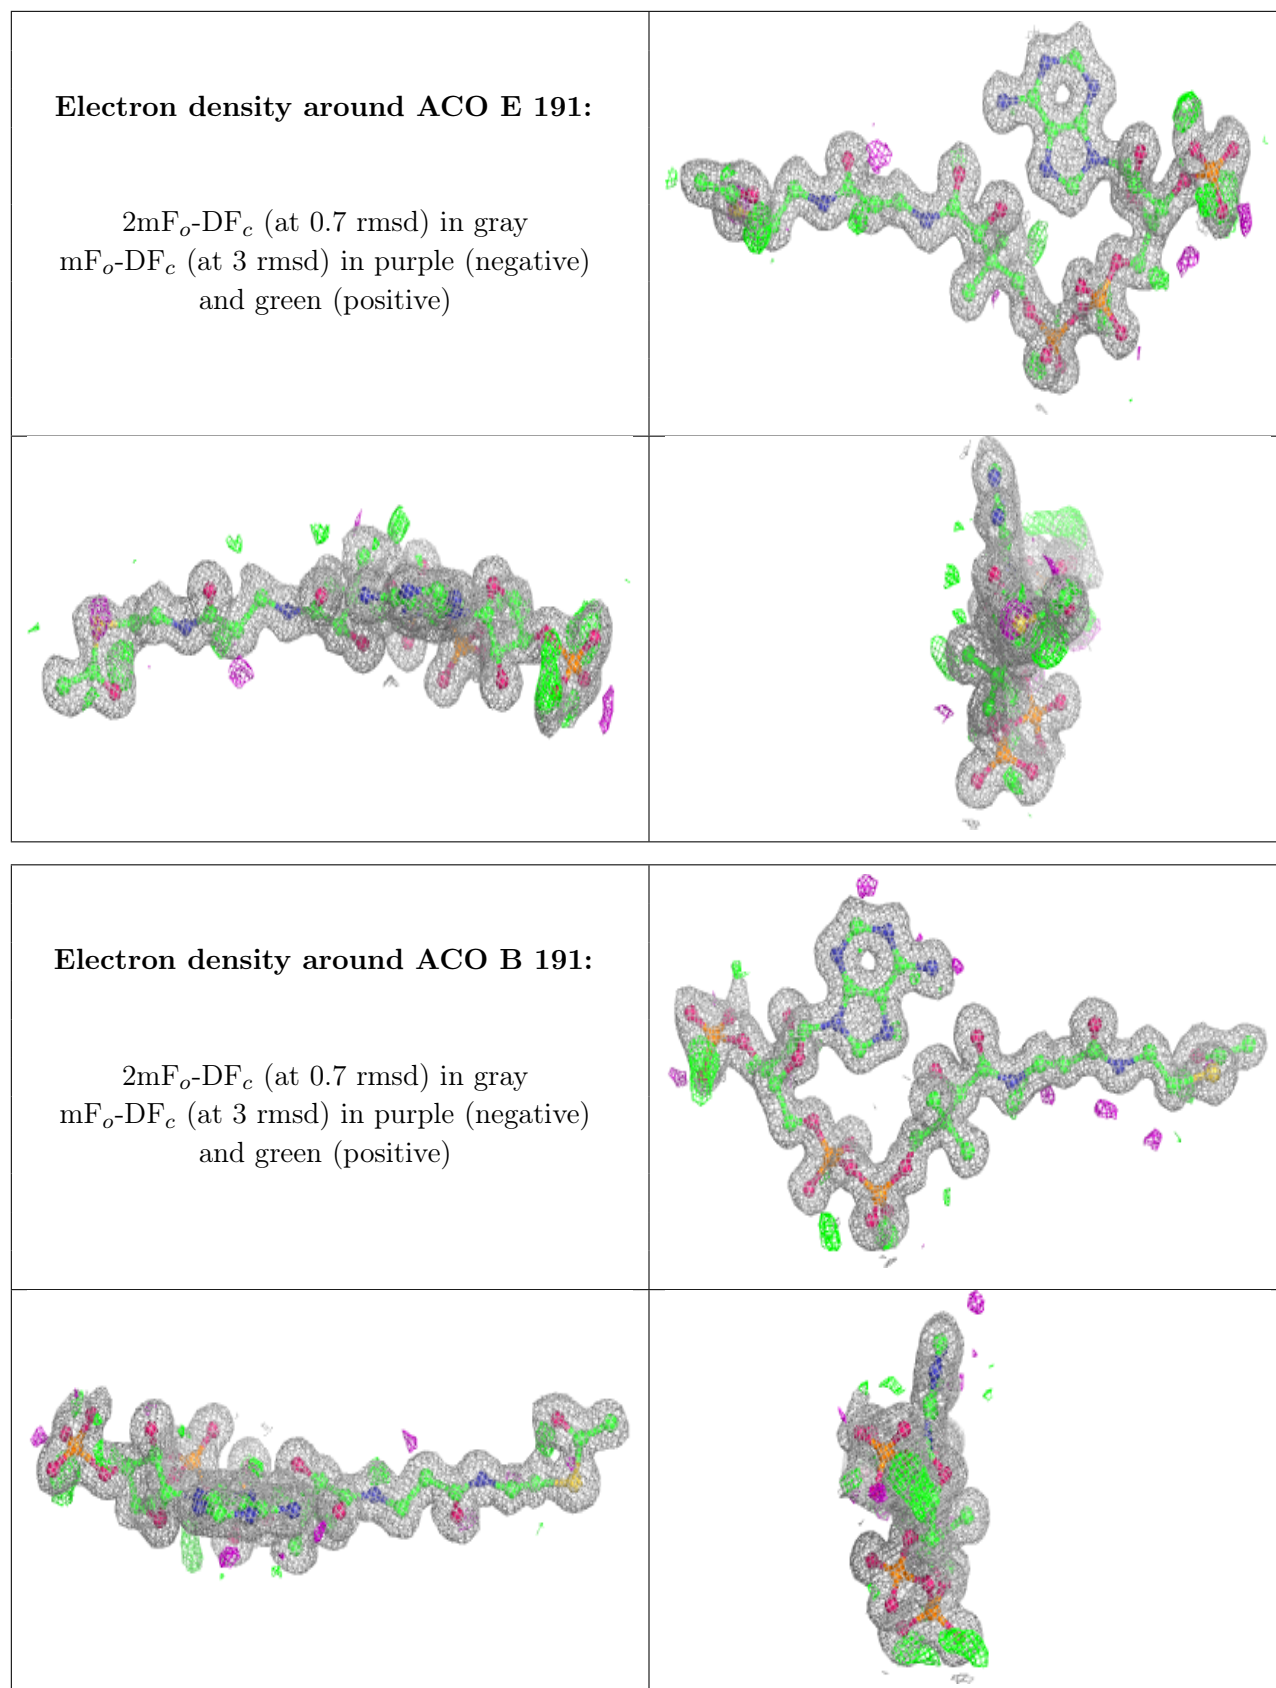 Electron density around ACO E 191:
2mFₒ-DF𝒸 (at 0.7 rmsd) in gray
mFₒ-DF𝒸 (at 3 rmsd) in purple (negative)
and green (positive)
Electron density around ACO B 191:
2mFₒ-DF𝒸 (at 0.7 rmsd) in gray
mFₒ-DF𝒸 (at 3 rmsd) in purple (negative)
and green (positive)